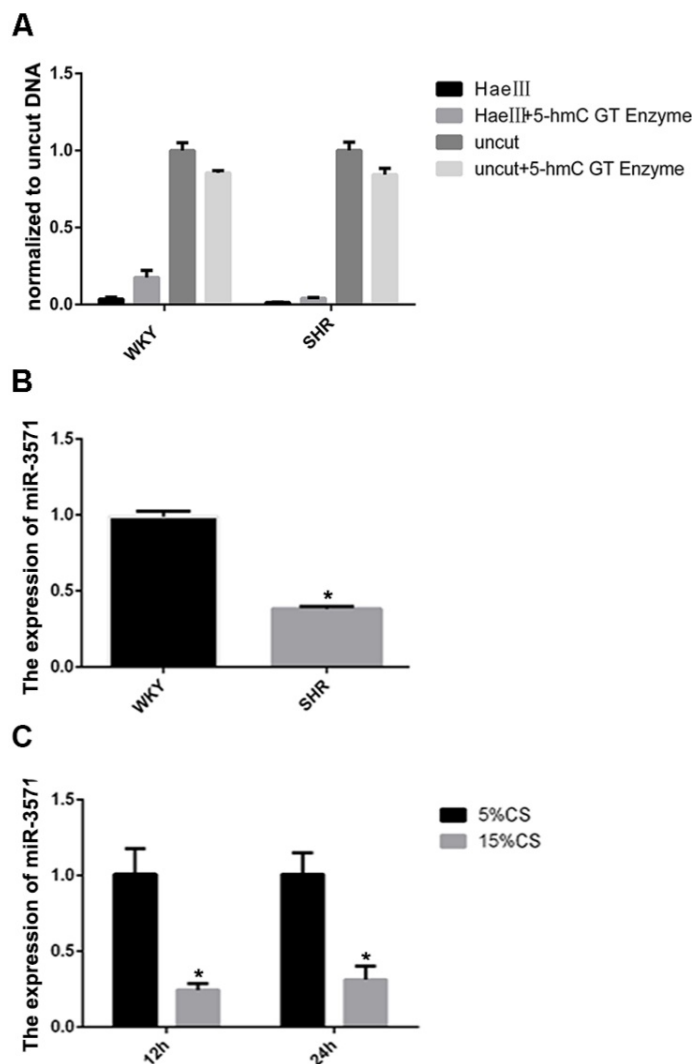 A
normalized to uncut DNA
1.5
1.0
0.5
0.0
WKY
SHR
HaeⅢ
HaeⅢ+5-hmC GT Enzyme
uncut
uncut+5-hmC GT Enzyme
B
The expression of miR-3571
1.5
1.0
0.5
0.0
*
WKY
SHR
C
The expression of miR-3571
1.5
1.0
0.5
0.0
*
*
12h
24h
5%CS
15%CS